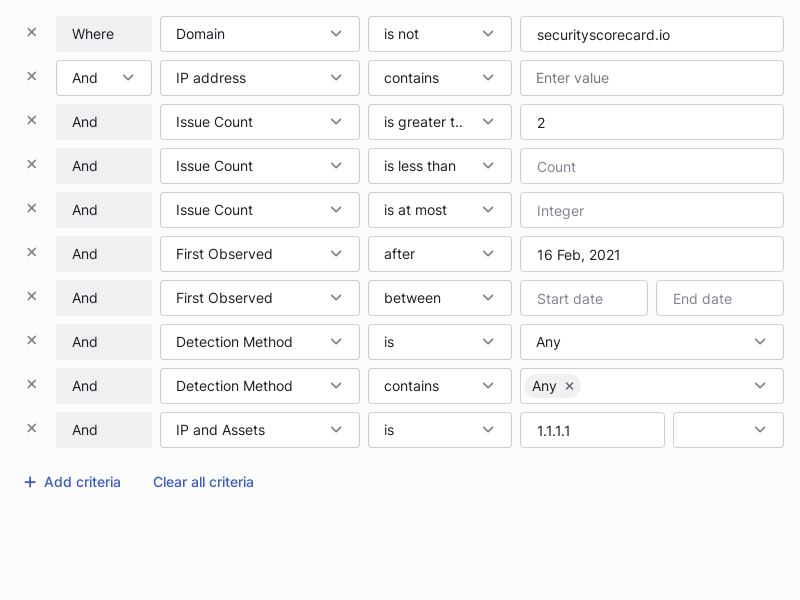 Where Domain is not securityscorecard.io
And IP address contains Enter value
And Issue Count is greater t... 2
And Issue Count is less than Count
And Issue Count is at most Integer
And First Observed after 16 Feb, 2021
And First Observed between Start date End date
And Detection Method is Any
And Detection Method contains Any
And IP and Assets is 1.1.1.1
Add criteria Clear all criteria